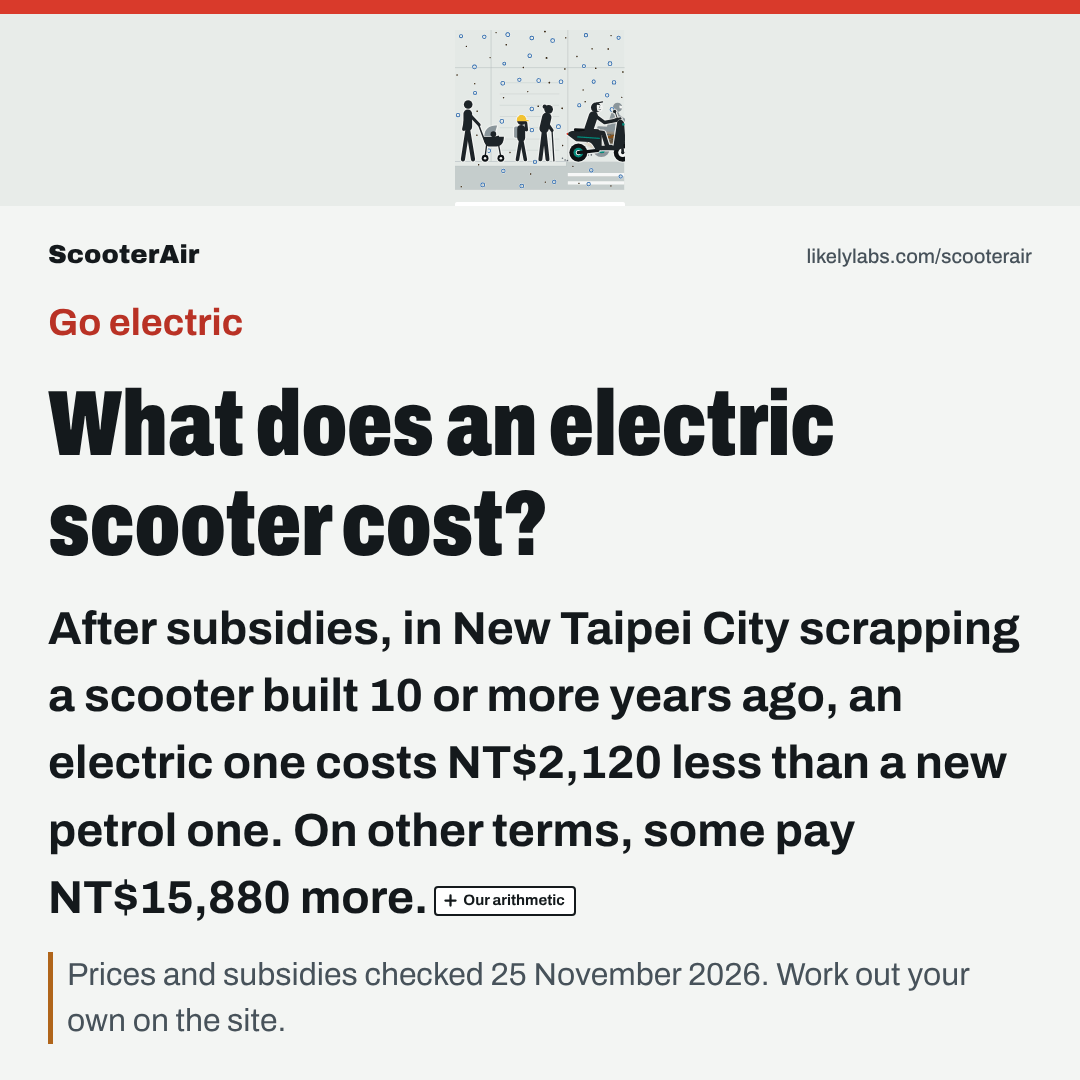 ScooterAir
likelylabs.com/scooterair
Go electric
What does an electric
scooter cost?
After subsidies, in New Taipei City scrapping
a scooter built 10 or more years ago, an
electric one costs NT$2,120 less than a new
petrol one. On other terms, some pay
NT$15,880 more. + Our arithmetic
Prices and subsidies checked 25 November 2026. Work out your
own on the site.